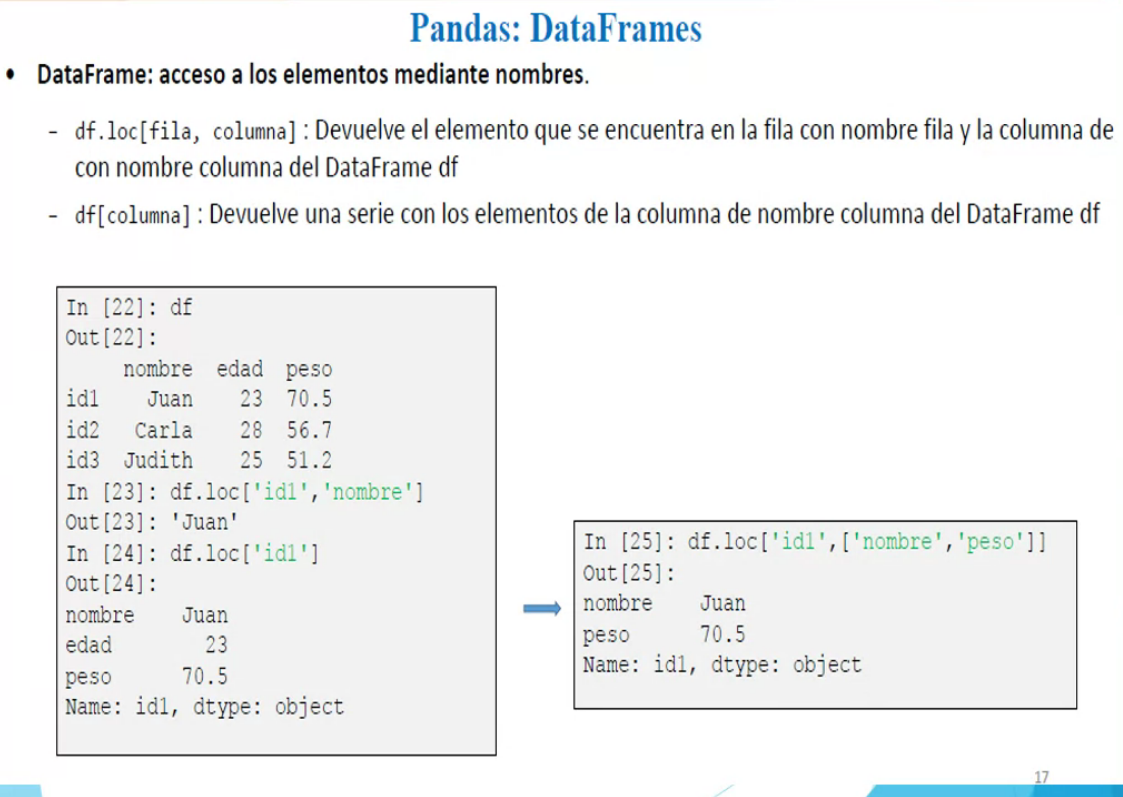 Pandas: DataFrames
• DataFrame: acceso a los elementos mediante nombres.
- df.loc[fila, columna] : Devuelve el elemento que se encuentra en la fila con nombre fila y la columna de
con nombre columna del DataFrame df
- df[columna] : Devuelve una serie con los elementos de la columna de nombre columna del DataFrame df
In [22]: df
Out[22]:
nombre edad peso
id1 Juan 23 70.5
id2 Carla 28 56.7
id3 Judith 25 51.2
In [23]: df.loc['id1','nombre']
Out[23]: 'Juan'
In [24]: df.loc['id1']
Out[24]:
nombre Juan
edad 23
peso 70.5
Name: id1, dtype: object
In [25]: df.loc['id1',['nombre','peso']]
Out[25]:
nombre Juan
peso 70.5
Name: id1, dtype: object
17